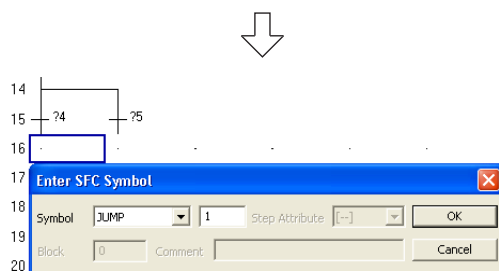 14
15 ?4 ?5
16
17 Enter SFC Symbol
18 Symbol JUMP 1 Step Attribute [--] OK
19
Block 0 Comment Cancel
20